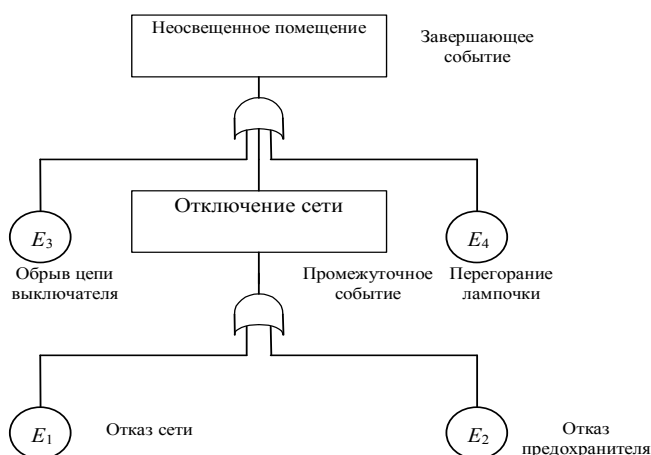 Неосвещенное помещение
Завершающее
событие
Отключение сети
E3
E4
Обрыв цепи
выключателя
Промежуточное
событие
Перегорание
лампочки
E1
Отказ сети
E2
Отказ
предохранителя